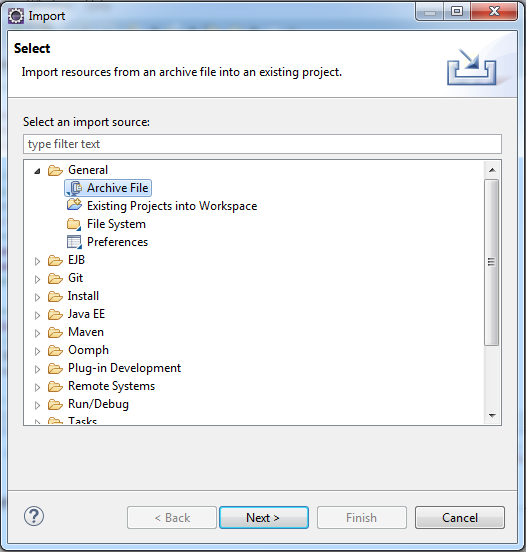 Import
Select
Import resources from an archive file into an existing project.
Select an import source:
type filter text
General
Archive File
Existing Projects into Workspace
File System
Preferences
EJB
Git
Install
Java EE
Maven
Oomph
Plug-in Development
Remote Systems
Run/Debug
Tasks
?
< Back
Next >
Finish
Cancel